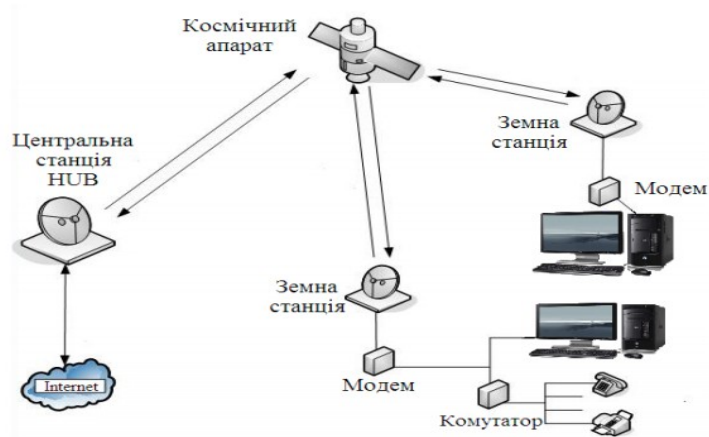 Космічний
апарат
Центральна
станція
HUB
Земна
станція
Модем
Земна
станція
Internet
Модем
Комутатор